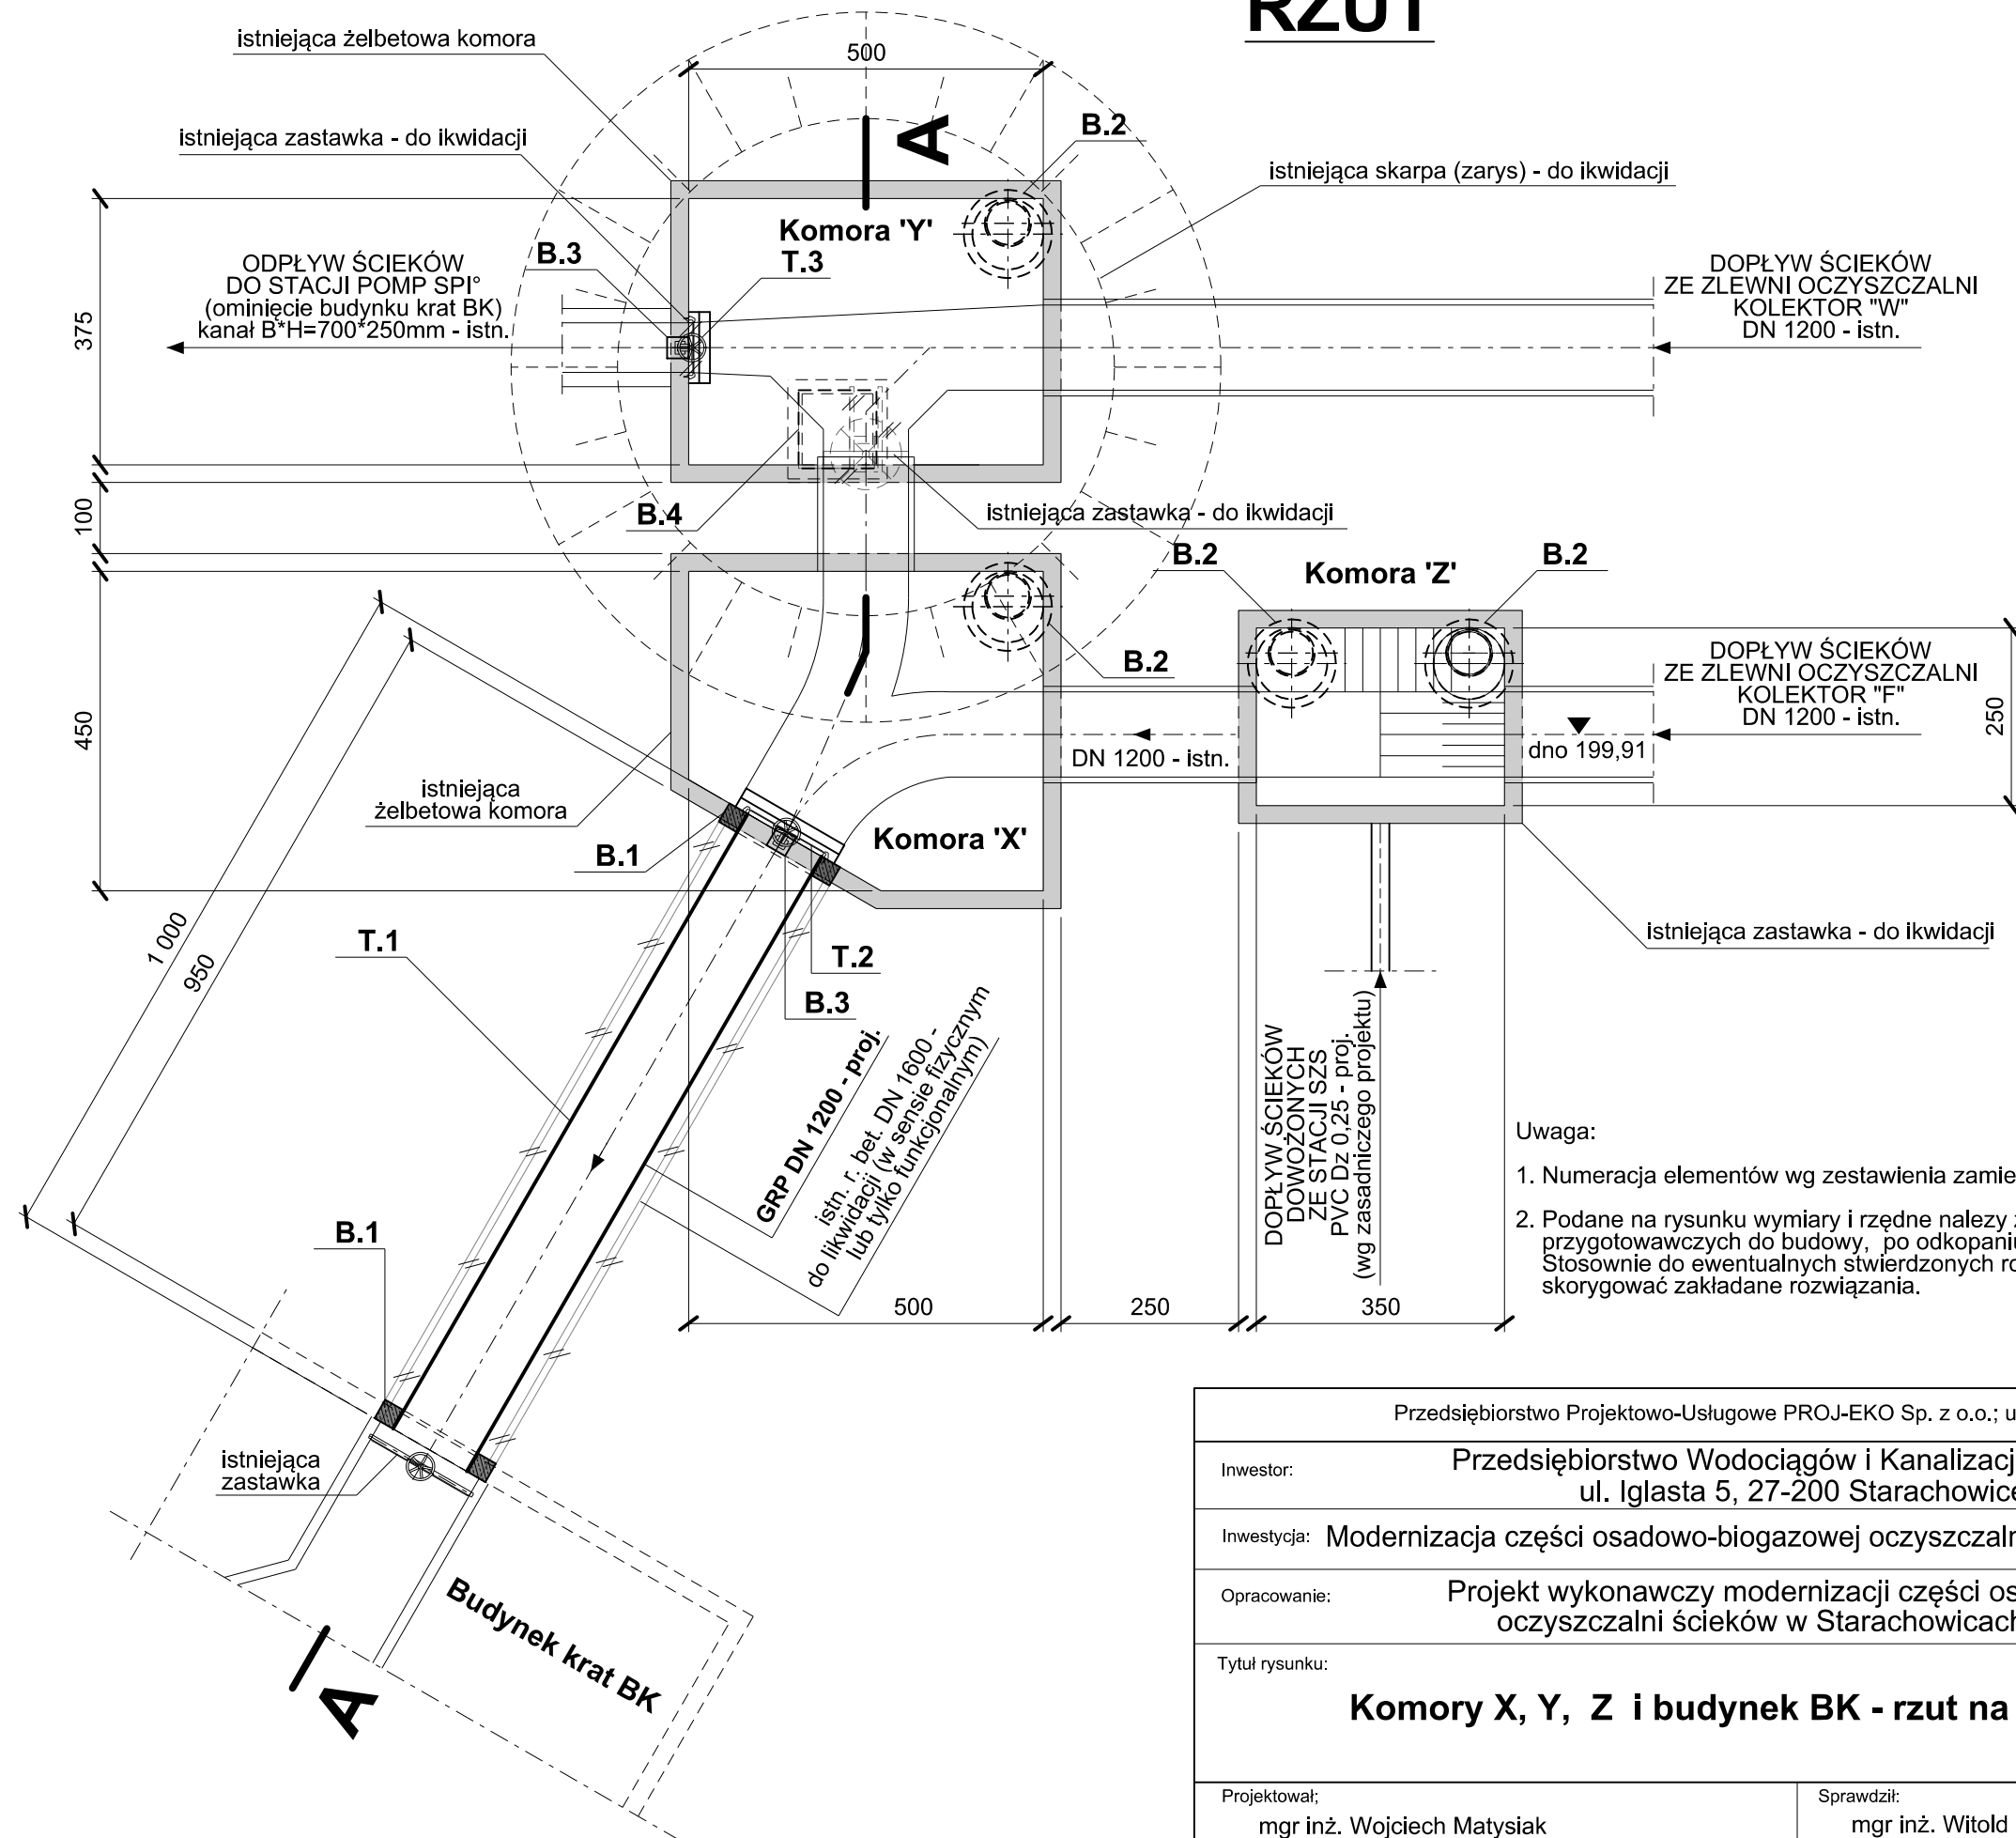 RZUT
istniejąca żelbetowa komora
500
A
B.2
istniejąca zastawka - do ikwidacji
istniejąca skarpa (zarys) - do ikwidacji
Komora 'Y'
T.3
B.3
ODPŁYW ŚCIEKÓW
DO STACJI POMP SPI°
(ominięcie budynku krat BK)
kanał B*H=700*250mm - istn.
DOPŁYW ŚCIEKÓW
ZE ZLEWNI OCZYSZCZALNI
KOLEKTOR "W"
DN 1200 - istn.
375
100
B.4
istniejąca zastawka - do ikwidacji
B.2
Komora 'Z'
B.2
B.2
DOPŁYW ŚCIEKÓW
ZE ZLEWNI OCZYSZCZALNI
KOLEKTOR "F"
DN 1200 - istn.
250
450
DN 1200 - istn.
dno 199,91
istniejąca
żelbetowa komora
Komora 'X'
B.1
istniejąca zastawka - do ikwidacji
1 000
950
T.1
T.2
B.3
GRP DN 1200 - proj.
istn. r. bet. DN 1600 -
do likwidacji (w sensie fizycznym
lub tylko funkcjonalnym)
DOPŁYW ŚCIEKÓW
DOWOŻONYCH
ZE STACJI SZS
PVC Dz 0,25 - proj.
(wg zasadniczego projektu)
Uwaga:
1. Numeracja elementów wg zestawienia zamie
2. Podane na rysunku wymiary i rzędne nalezy
przygotowawczych do budowy, po odkopani
Stosownie do ewentualnych stwierdzonych ro
skorygować zakładane rozwiązania.
B.1
500
250
350
istniejąca
zastawka
Budynek krat BK
A
Przedsiębiorstwo Projektowo-Usługowe PROJ-EKO Sp. z o.o.; u
Inwestor:
Przedsiębiorstwo Wodociągów i Kanalizacj
ul. Iglasta 5, 27-200 Starachowice
Inwestycja: Modernizacja części osadowo-biogazowej oczyszczaln
Opracowanie:
Projekt wykonawczy modernizacji części os
oczyszczalni ścieków w Starachowicach
Tytuł rysunku:
Komory X, Y, Z i budynek BK - rzut na
Projektował;
mgr inż. Wojciech Matysiak
Sprawdził:
mgr inż. Witold